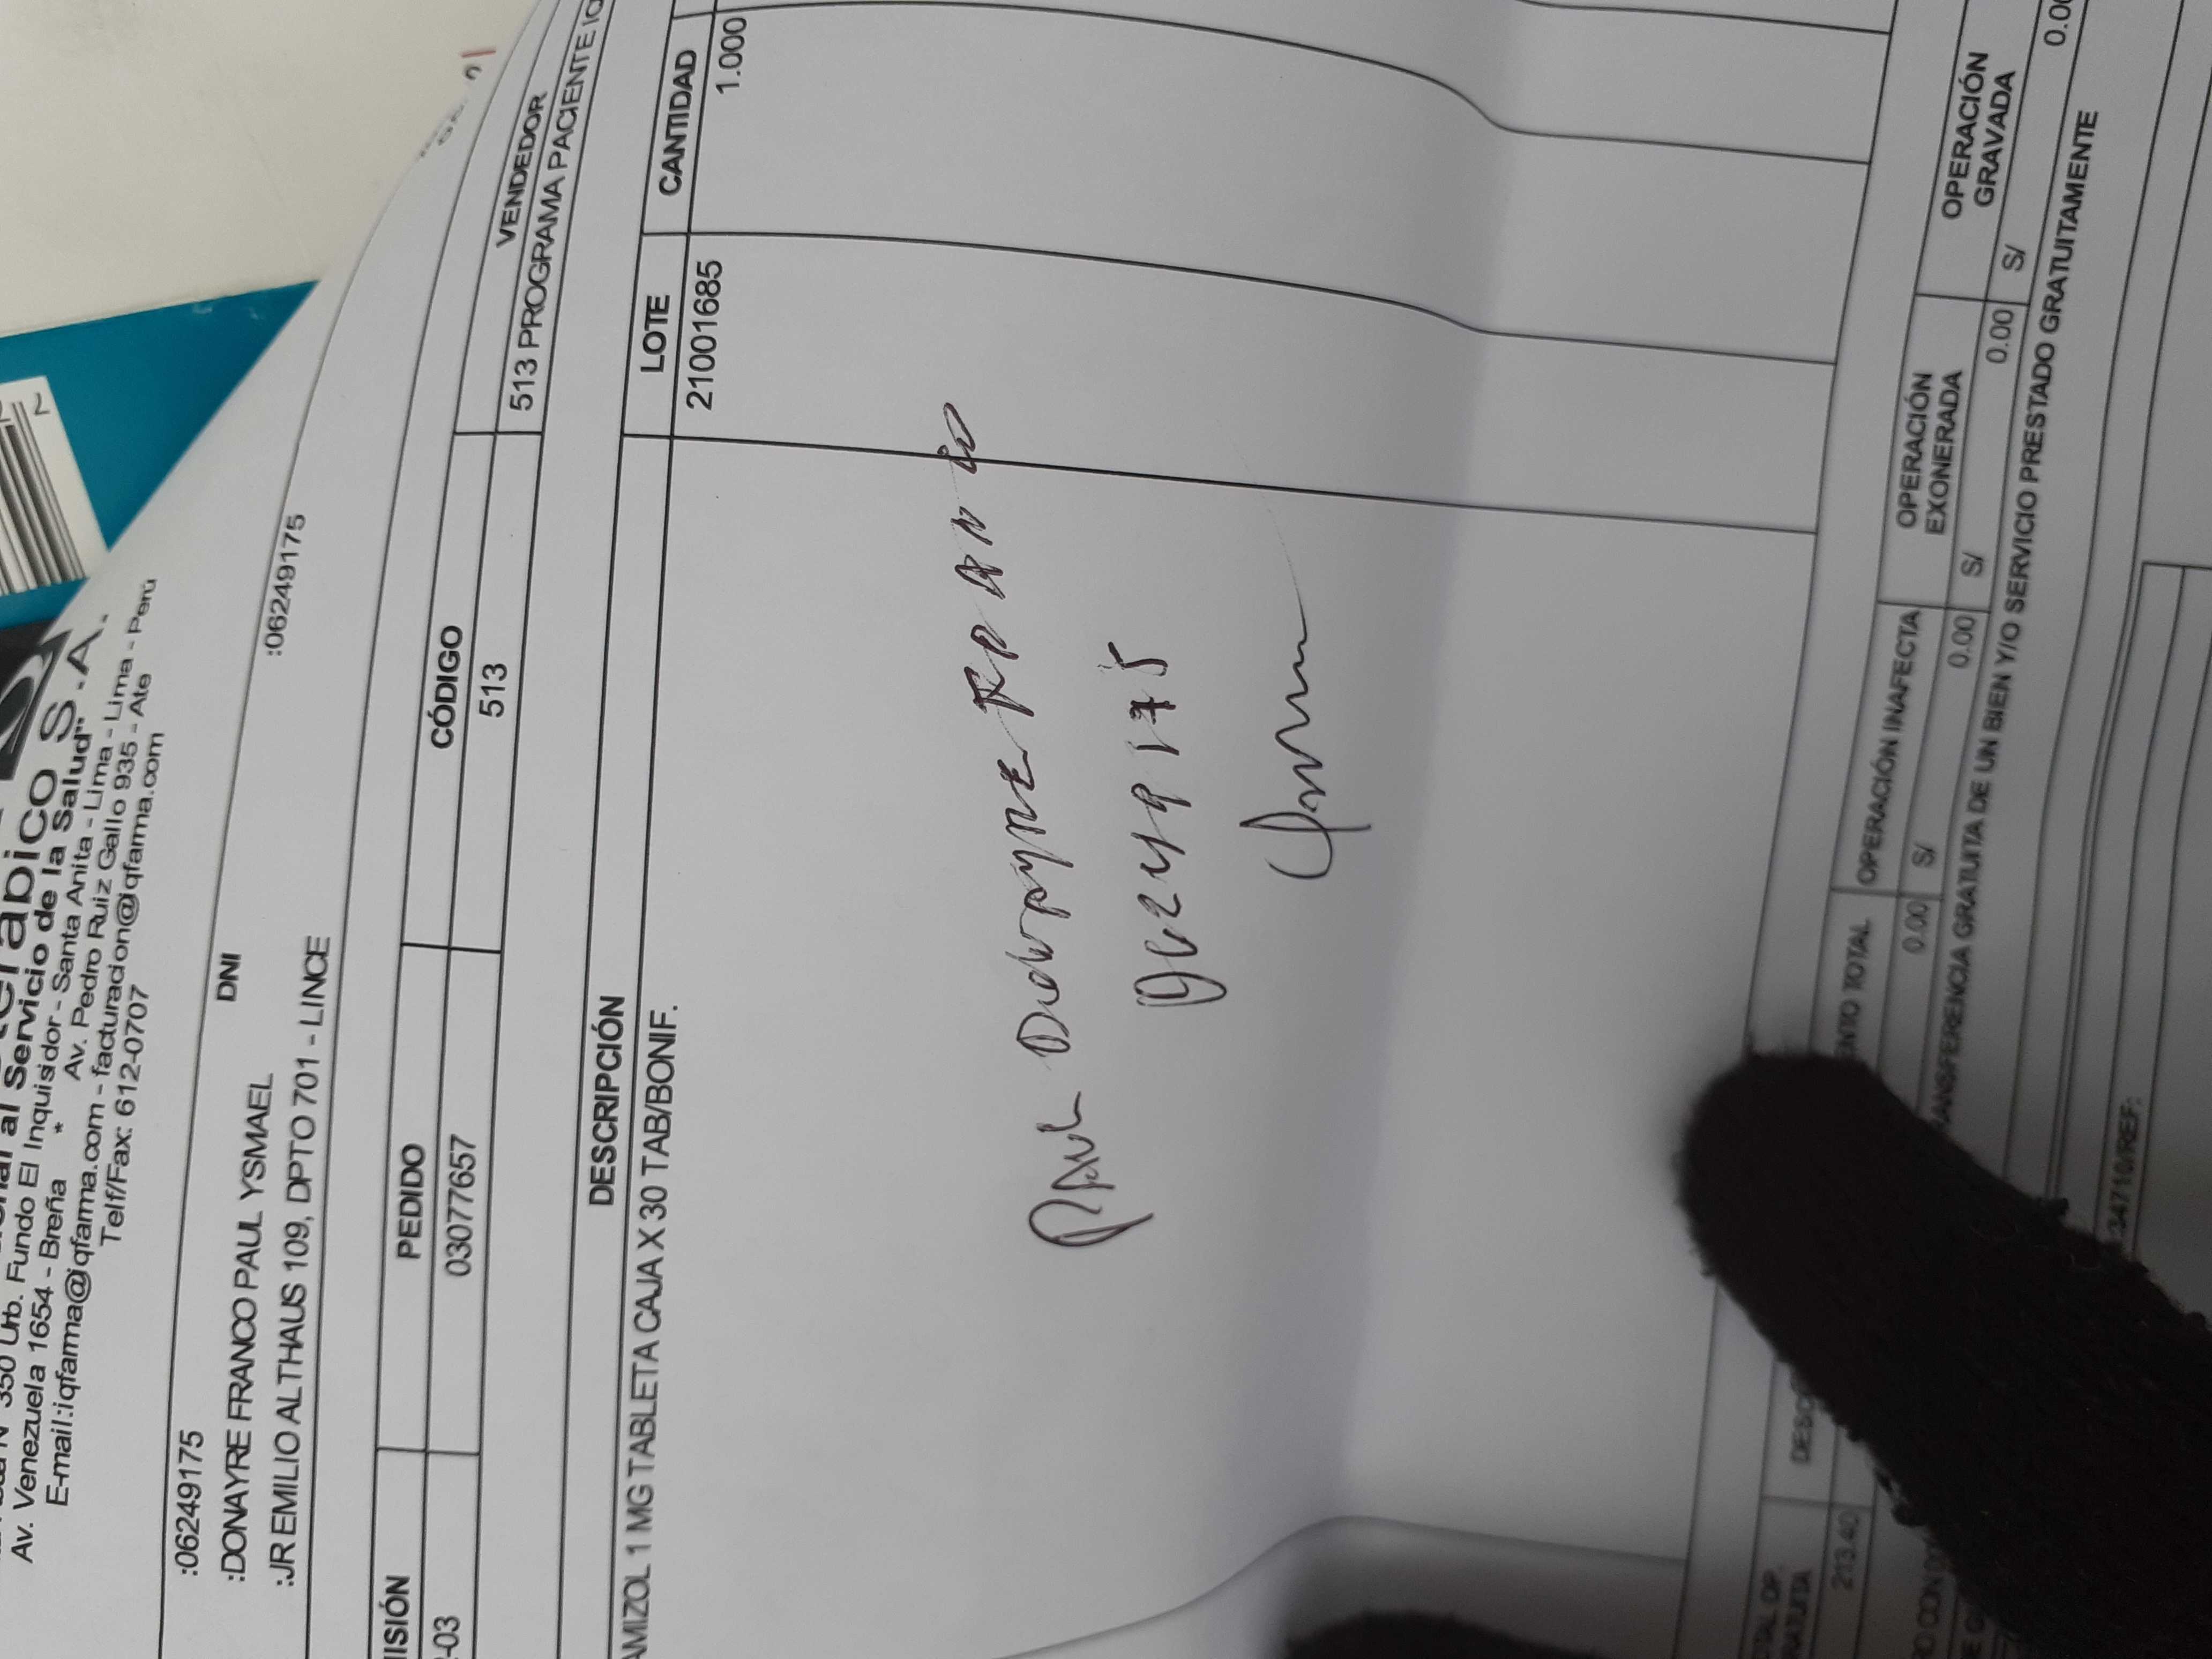 al Servicio de la Salud"
350 Urb. Fundo El Inquisidor - Santa Anita - Lima - Lima - Perú
Av. Venezuela 1654 - Breña * Av. Pedro Ruiz Gallo 935 - Ate
E-mail:iqfarma@iqfarma.com - facturacion@iqfarma.com
Telf/Fax: 612-0707
:06249175 DNI :06249175
:DONAYRE FRANCO PAUL YSMAEL
:JR EMILIO ALTHAUS 109, DPTO 701 - LINCE
PEDIDO CÓDIGO VENDEDOR
-03 03077657 513 513 PROGRAMA PACIENTE
DESCRIPCIÓN LOTE CANTIDAD
AMIZOL 1 MG TABLETA CAJA X 30 TAB/BONIF. 21001685 1.000
Paul Donayre Franco
06249175
OPERACIÓN INAFECTA OPERACIÓN EXONERADA OPERACIÓN GRAVADA
213.40 0.00 S/ 0.00 S/ 0.00 S/ 0.00
GRATUITA DE UN BIEN Y/O SERVICIO PRESTADO GRATUITAMENTE